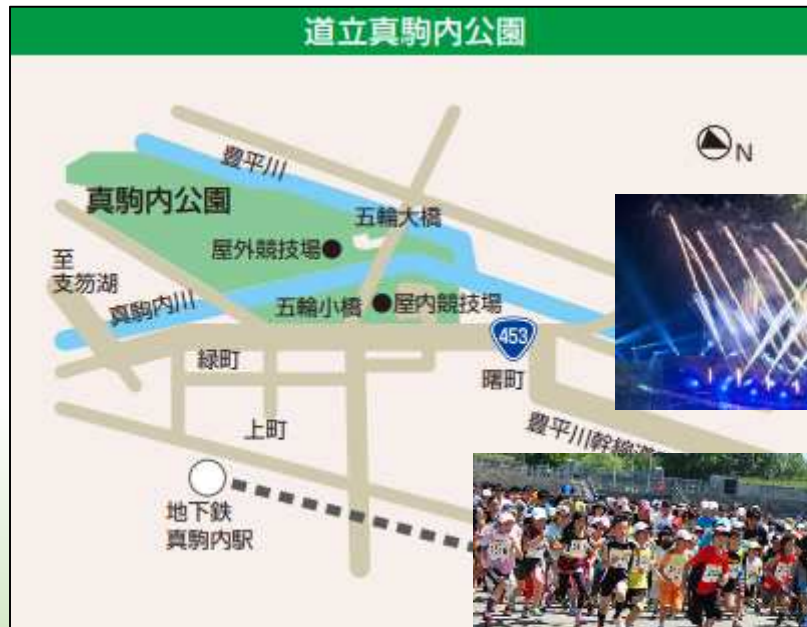 道立真駒内公園
N
豊平川
真駒内公園
五輪大橋
屋外競技場
至
支笏湖
真駒内川
五輪小橋
屋内競技場
453
緑町
曙町
上町
豊平川幹線道
地下鉄
真駒内駅